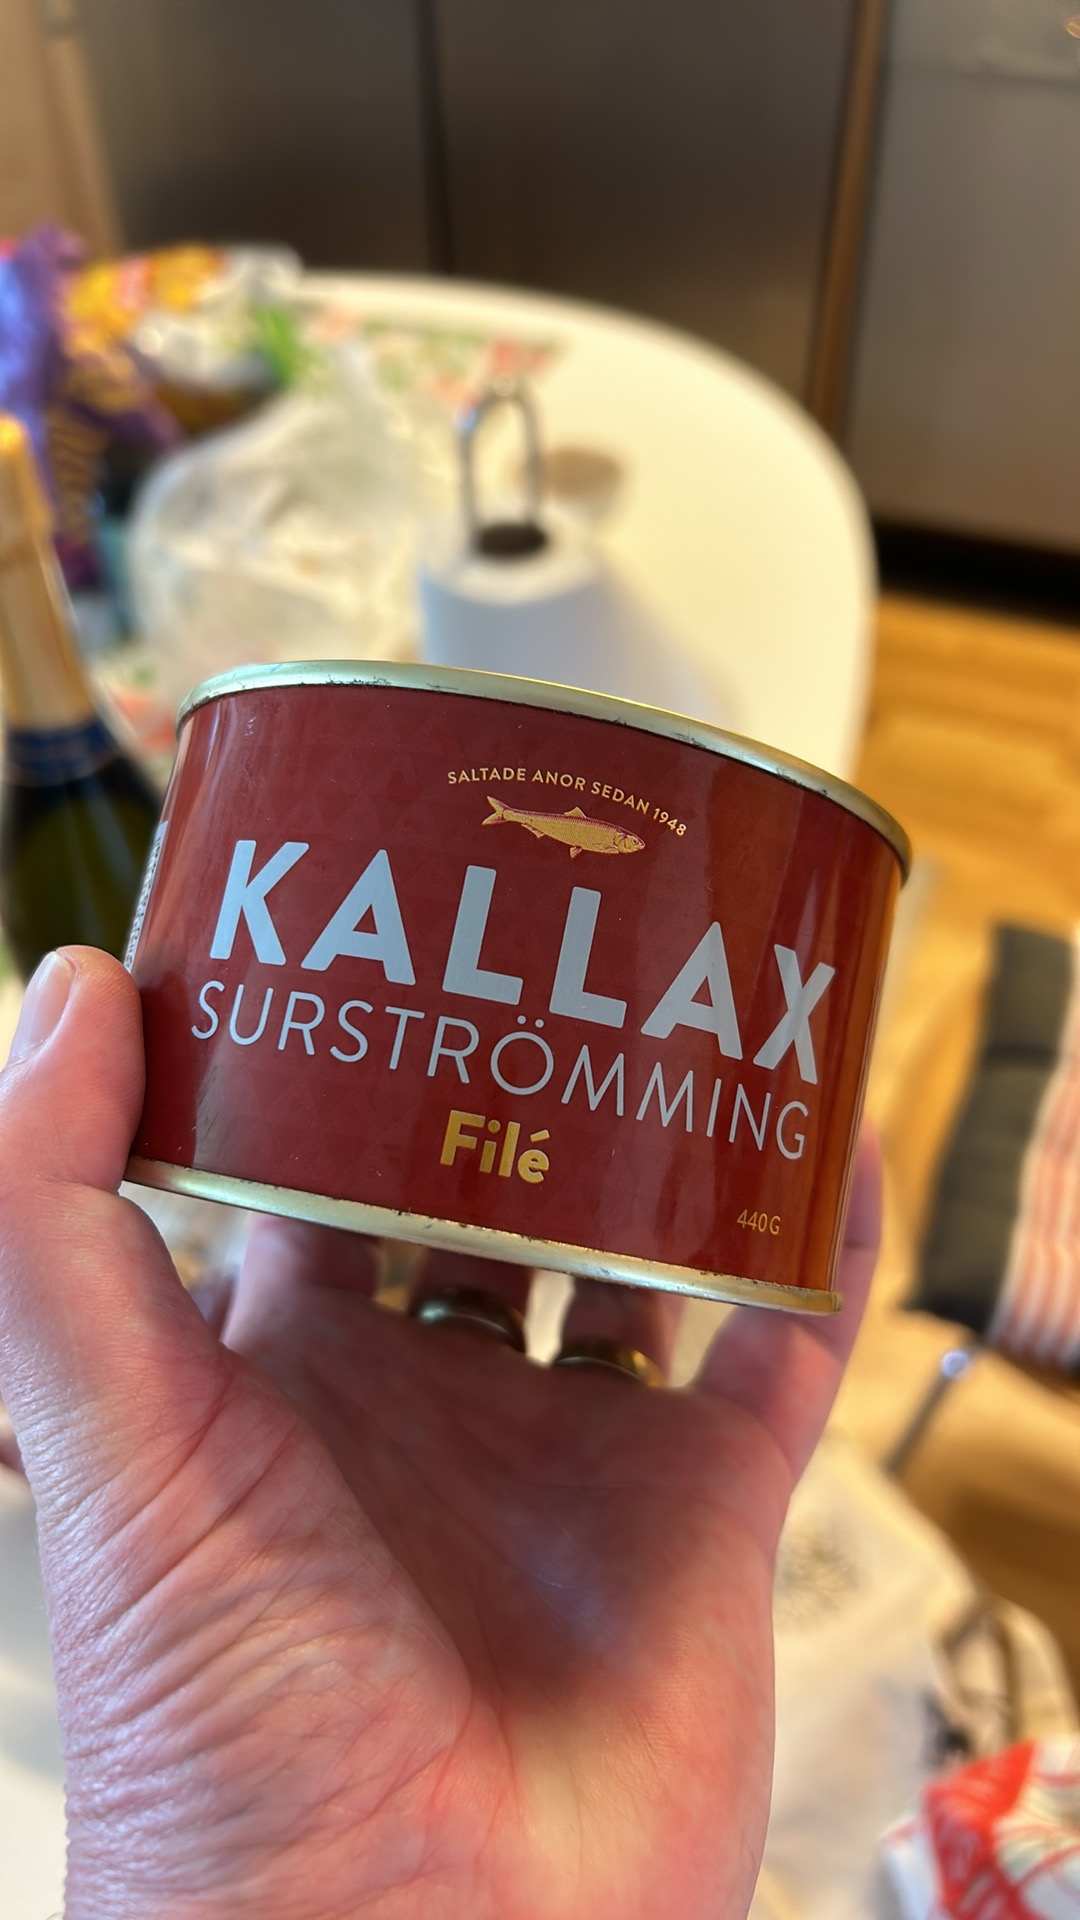 SALTADE ANOR SEDAN 1948
KALLAX
SURSTRÖMMING
Filé
440G